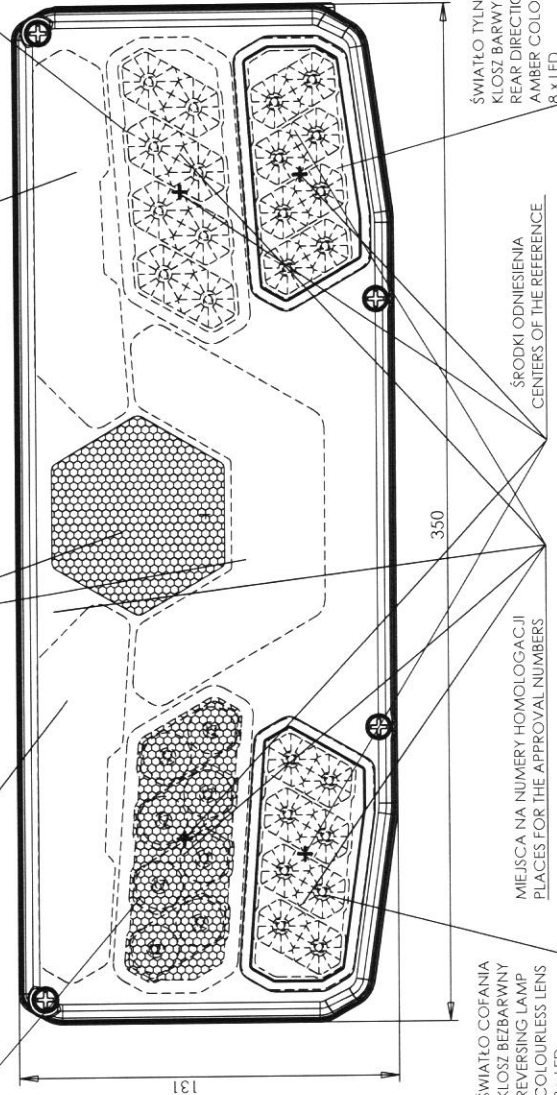 ŚWIATŁO COFANIA
KLOSZ BEZBARWNY
REVERSING LAMP
COLOURLESS LENS
MIEJSCA NA NUMERY HOMOLOGACJI
PLACES FOR THE APPROVAL NUMBERS
ŚRODKI ODNIESIENIA
CENTERS OF THE REFERENCE
ŚWIATŁO TYLN
KLOSZ BARWY
REAR DIRECTIO
AMBER COLO
8 x LED
350
131